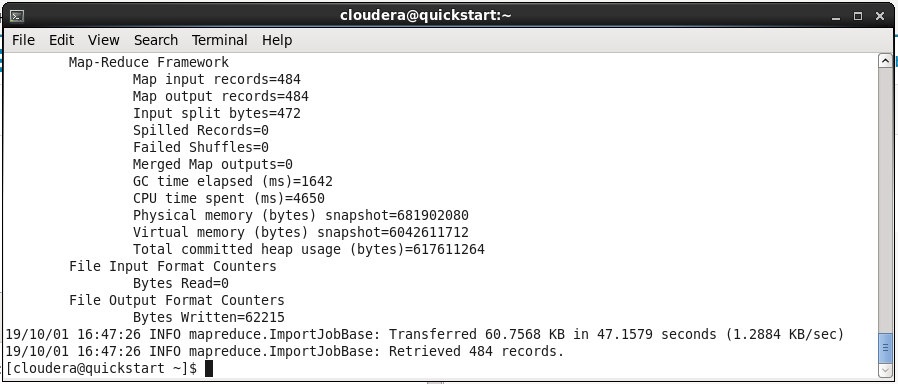 cloudera@quickstart:~
File Edit View Search Terminal Help
Map-Reduce Framework
Map input records=484
Map output records=484
Input split bytes=472
Spilled Records=0
Failed Shuffles=0
Merged Map outputs=0
GC time elapsed (ms)=1642
CPU time spent (ms)=4650
Physical memory (bytes) snapshot=681902080
Virtual memory (bytes) snapshot=6042611712
Total committed heap usage (bytes)=617611264
File Input Format Counters
Bytes Read=0
File Output Format Counters
Bytes Written=62215
19/10/01 16:47:26 INFO mapreduce.ImportJobBase: Transferred 60.7568 KB in 47.1579 seconds (1.2884 KB/sec)
19/10/01 16:47:26 INFO mapreduce.ImportJobBase: Retrieved 484 records.
[cloudera@quickstart ~]$